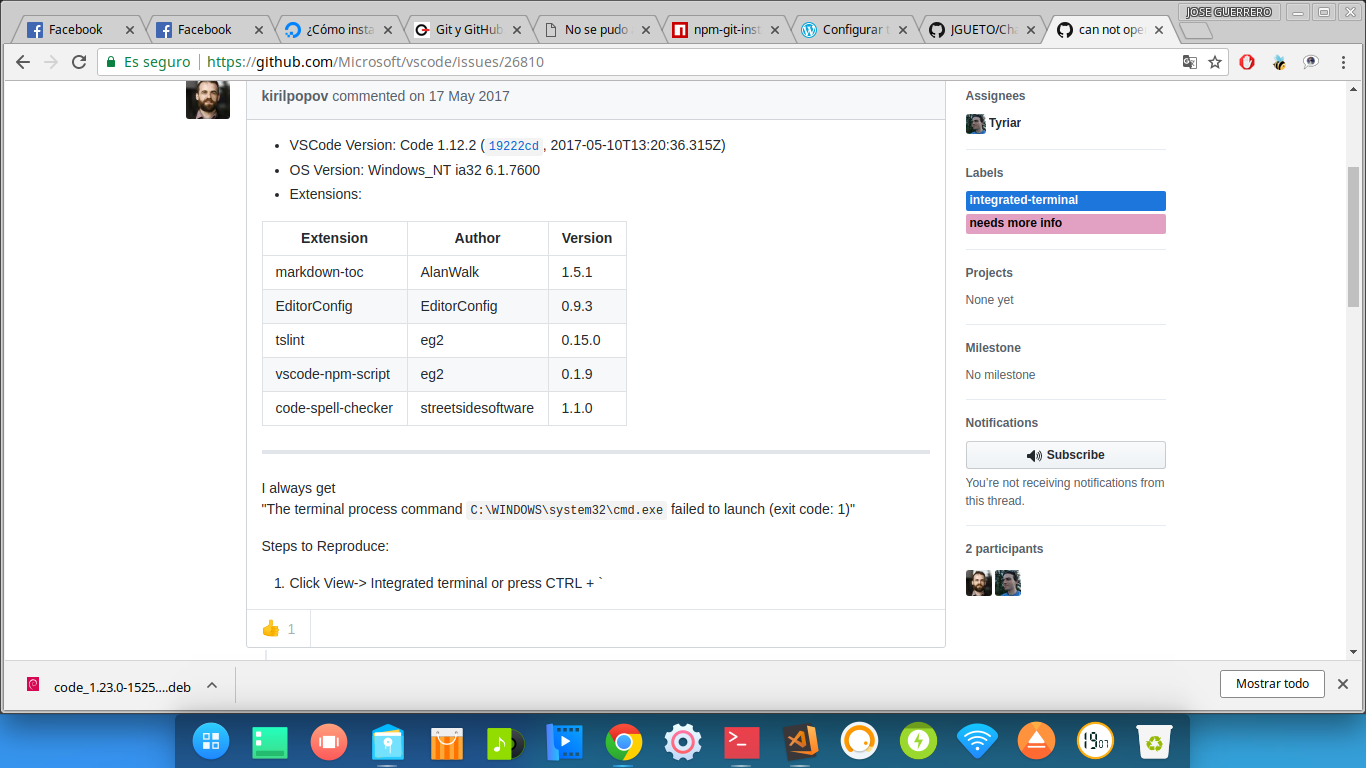 JOSE GUERRERO
Facebook
Facebook
¿Cómo insta
Git y GitHub
No se pudo
npm-git-inst
Configurar t
JGUETO/Cha
can not ope
Es seguro
https://github.com/Microsoft/vscode/issues/26810
kirilpopov commented on 17 May 2017
VSCode Version: Code 1.12.2 (19222cd, 2017-05-10T13:20:36.315Z)
OS Version: Windows_NT ia32 6.1.7600
Extensions:
Extension Author Version
markdown-toc AlanWalk 1.5.1
EditorConfig EditorConfig 0.9.3
tslint eg2 0.15.0
vscode-npm-script eg2 0.1.9
code-spell-checker streetsidesoftware 1.1.0
I always get
"The terminal process command C:\WINDOWS\system32\cmd.exe failed to launch (exit code: 1)"
Steps to Reproduce:
1. Click View-> Integrated terminal or press CTRL + `
1
Assignees
Tyriar
Labels
integrated-terminal
needs more info
Projects
None yet
Milestone
No milestone
Notifications
Subscribe
You're not receiving notifications from
this thread.
2 participants
code_1.23.0-1525....deb
Mostrar todo
19 07